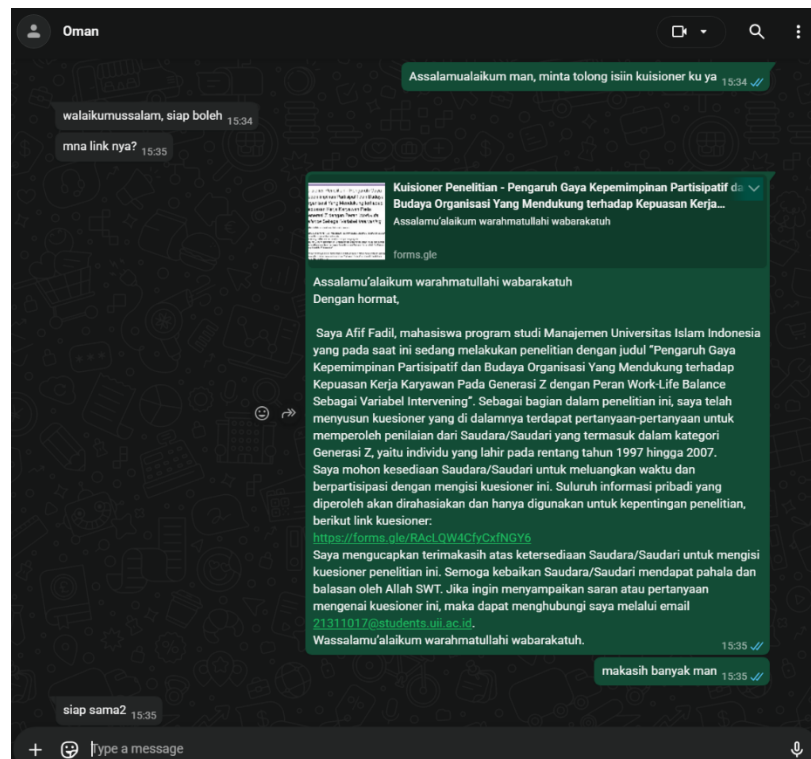 Oman
Assalamualaikum man, minta tolong isiin kuisioner ku ya 15:34
walaikumussalam, siap boleh 15:34
mna link nya? 15:35
Kuisioner Penelitian - Pengaruh Gaya Kepemimpinan Partisipatif da
Budaya Organisasi Yang Mendukung terhadap Kepuasan Kerja...
Assalamu'alaikum warahmatullahi wabarakatuh
forms.gle
Assalamu'alaikum warahmatullahi wabarakatuh
Dengan hormat,
Saya Afif Fadil, mahasiswa program studi Manajemen Universitas Islam Indonesia
yang pada saat ini sedang melakukan penelitian dengan judul "Pengaruh Gaya
Kepemimpinan Partisipatif dan Budaya Organisasi Yang Mendukung terhadap
Kepuasan Kerja Karyawan Pada Generasi Z dengan Peran Work-Life Balance
Sebagai Variabel Intervening". Sebagai bagian dalam penelitian ini, saya telah
menyusun kuesioner yang di dalamnya terdapat pertanyaan-pertanyaan untuk
memperoleh penilaian dari Saudara/Saudari yang termasuk dalam kategori
Generasi Z, yaitu individu yang lahir pada rentang tahun 1997 hingga 2007.
Saya mohon kesediaan Saudara/Saudari untuk meluangkan waktu dan
berpartisipasi dengan mengisi kuesioner ini. Suluruh informasi pribadi yang
diperoleh akan dirahasiakan dan hanya digunakan untuk kepentingan penelitian,
berikut link kuesioner:
https://forms.gle/RAcLQW4CfyCxfNGY6
Saya mengucapkan terimakasih atas ketersediaan Saudara/Saudari untuk mengisi
kuesioner penelitian ini. Semoga kebaikan Saudara/Saudari mendapat pahala dan
balasan oleh Allah SWT. Jika ingin menyampaikan saran atau pertanyaan
mengenai kuesioner ini, maka dapat menghubungi saya melalui email
21311017@students.uii.ac.id.
Wassalamu'alaikum warahmatullahi wabarakatuh. 15:35
makasih banyak man 15:35
siap sama2 15:35
Type a message